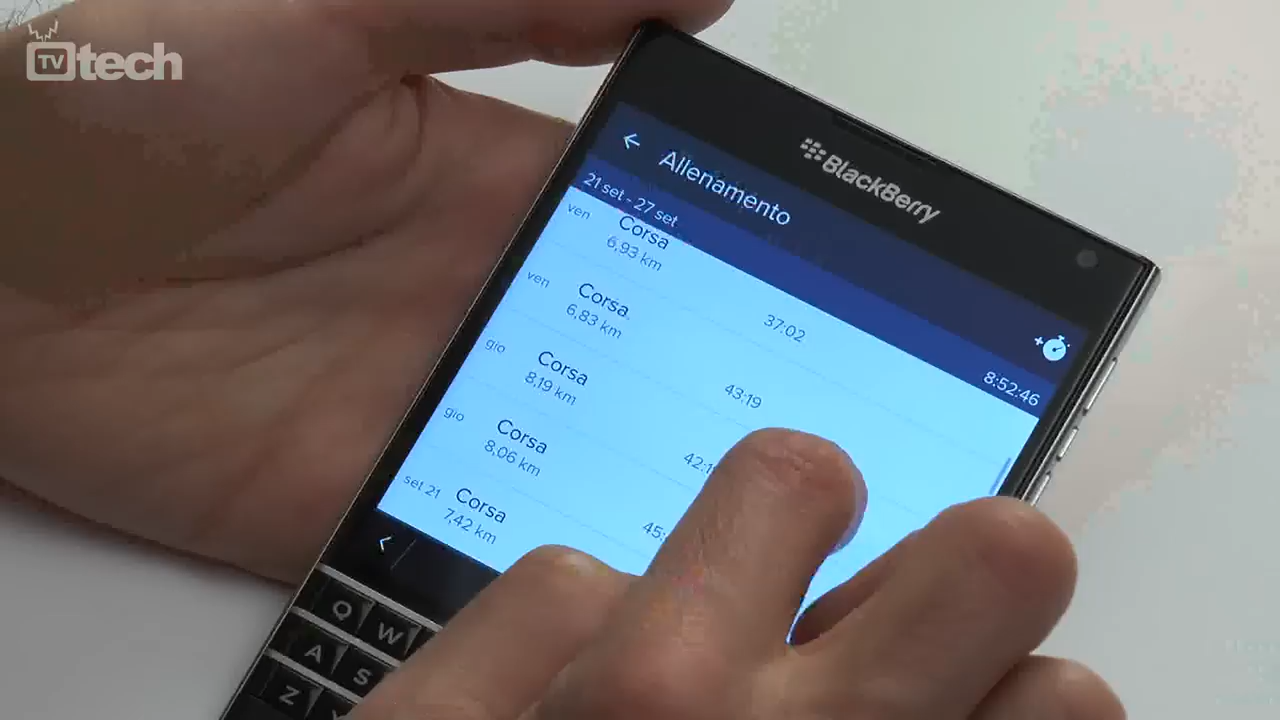 TV tech
BlackBerry
Allenamento
21 set - 27 set
8:52:46
ven
Corsa
6,93 km
37:02
ven
Corsa
6,83 km
43:19
gio
Corsa
8,19 km
gio
Corsa
8,06 km
set 21
Corsa
7,42 km
Q W
A S
Z